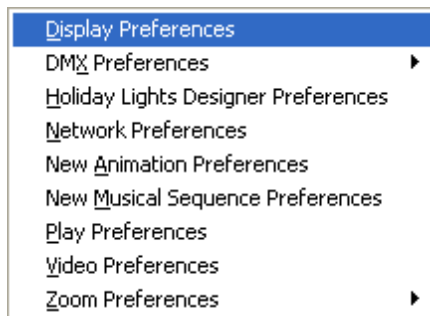 Display Preferences
DMX Preferences
Holiday Lights Designer Preferences
Network Preferences
New Animation Preferences
New Musical Sequence Preferences
Play Preferences
Video Preferences
Zoom Preferences